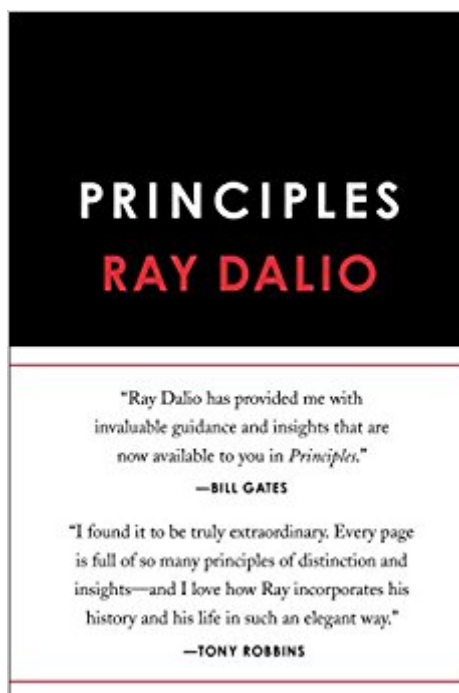 PRINCIPLES
RAY DALIO
“Ray Dalio has provided me with
invaluable guidance and insights that are
now available to you in Principles.”
—BILL GATES
“I found it to be truly extraordinary. Every page
is full of so many principles of distinction and
insights—and I love how Ray incorporates his
history and his life in such an elegant way.”
—TONY ROBBINS